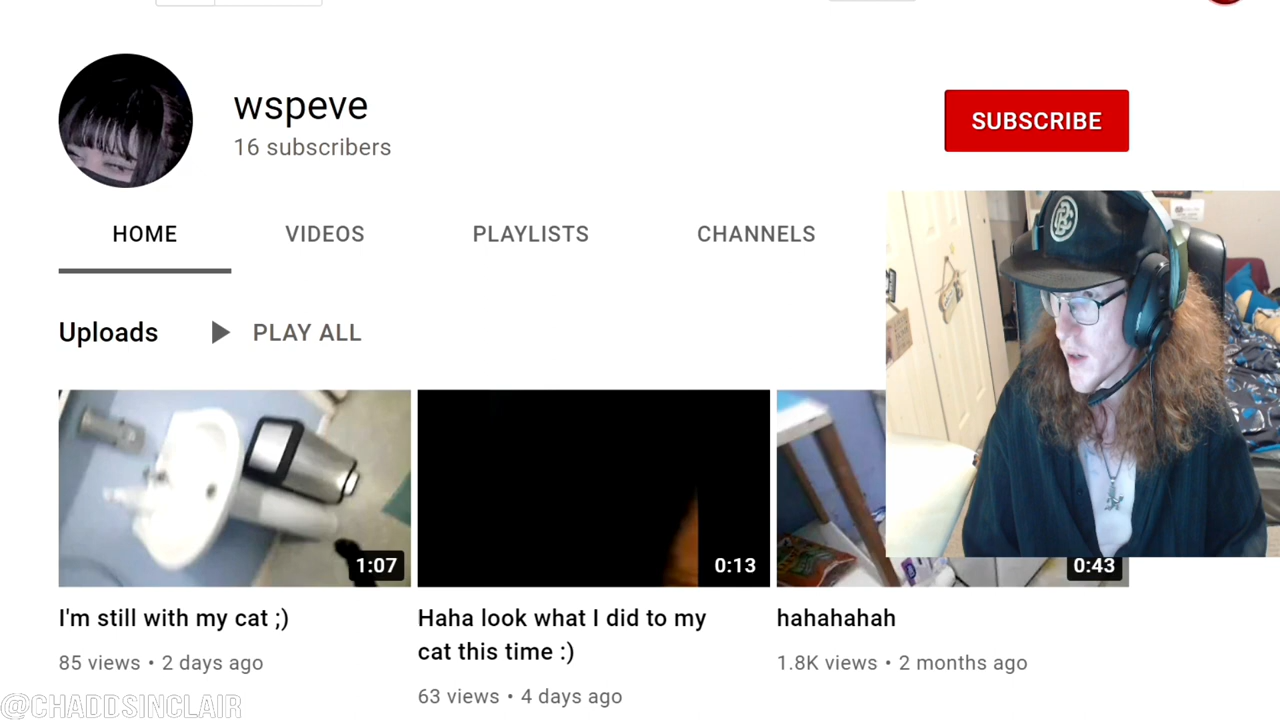 wspeve
16 subscribers
SUBSCRIBE
HOME VIDEOS PLAYLISTS CHANNELS
Uploads PLAY ALL
1:07 0:13 0:43
I'm still with my cat ;)
85 views • 2 days ago
Haha look what I did to my
cat this time :)
63 views • 4 days ago
hahahahah
1.8K views • 2 months ago
@CHADDSINCLAIR